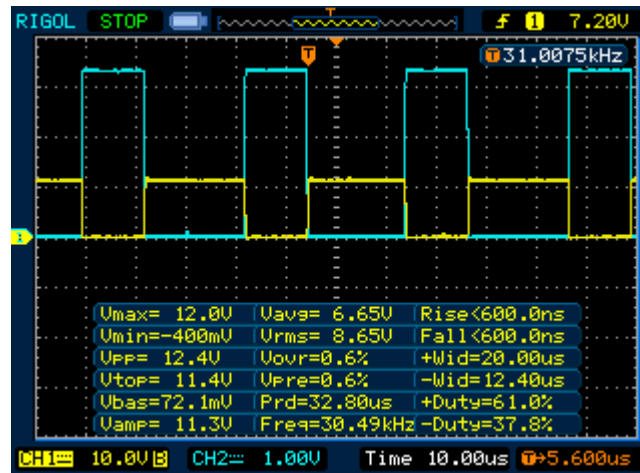 RIGOL STOP T f 1 7.20V
T 31.0075kHz
T
1
Vmax= 12.0V Vavg= 6.65V Rise<600.0ns
Vmin=-400mV Vrms= 8.65V Fall<600.0ns
Vpp= 12.4V Vovr=0.6% +Wid=20.00us
Vtop= 11.4V Vpre=0.6% -Wid=12.40us
Vbas=72.1mV Prd=32.80us +Duty=61.0%
Vamp= 11.3V Freq=30.49kHz -Duty=37.8%
CH1 10.0V B CH2 1.00V Time 10.00us T→5.600us